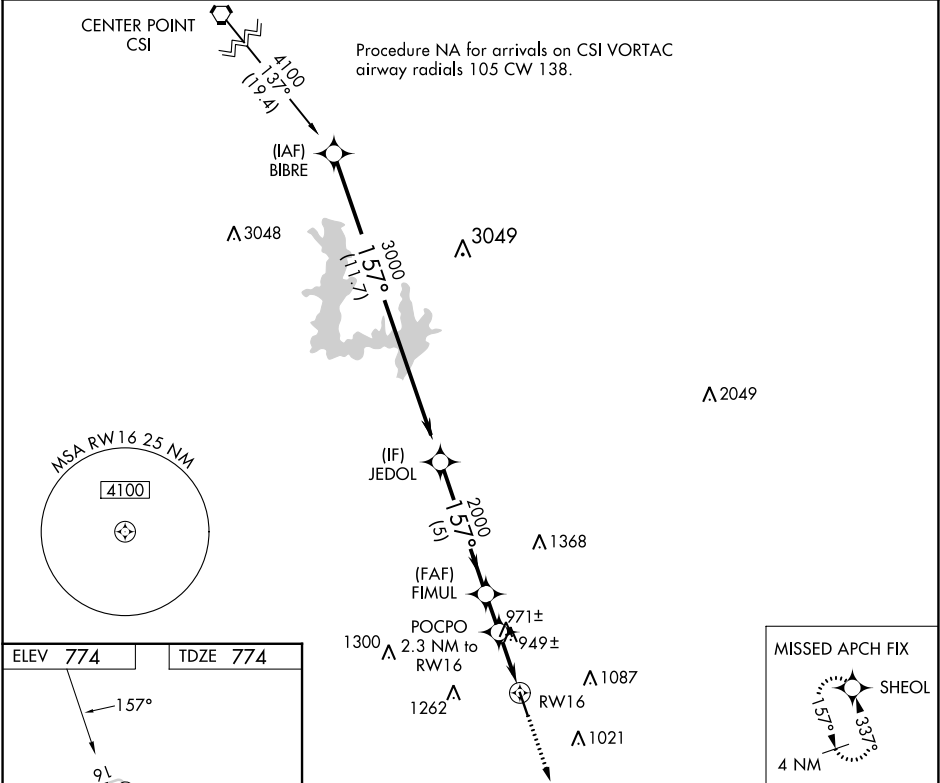 CENTER POINT
CSI
Procedure NA for arrivals on CSI VORTAC
airway radials 105 CW 138.
4100
137°
(19.4)
(IAF)
BIBRE
3048
3049
3000
157°
(11.7)
2049
MSA RW16 25 NM
4100
(IF)
JEDOL
2000
157°
(5)
1368
(FAF)
FIMUL
971±
949±
POCPO
2.3 NM to
RW16
1300
1087
1262
RW16
1021
ELEV 774
TDZE 774
157°
16
MISSED APCH FIX
SHEOL
157°
337°
4 NM